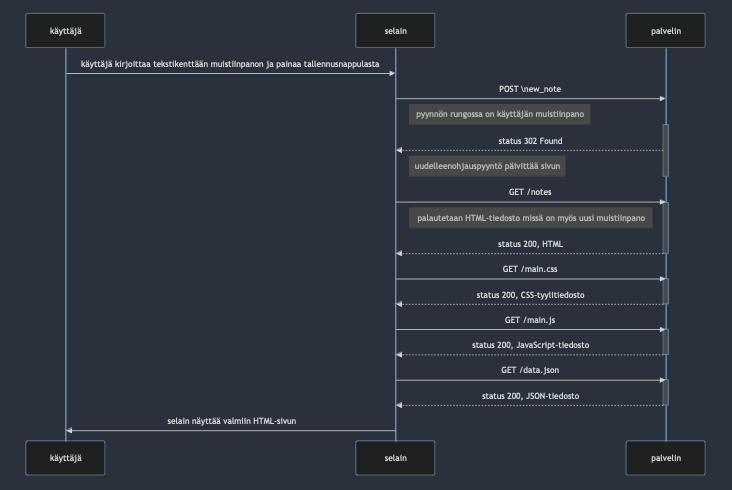 käyttäjä selain palvelin
käyttäjä kirjoittaa tekstikenttään muistiinpanon ja painaa tallennusnappulasta
POST \new_note
pyynnön rungossa on käyttäjän muistiinpano
status 302 Found
uudelleenohjauspyyntö päivittää sivun
GET /notes
palautetaan HTML-tiedosto missä on myös uusi muistiinpano
status 200, HTML
GET /main.css
status 200, CSS-tyylitiedosto
GET /main.js
status 200, JavaScript-tiedosto
GET /data.json
status 200, JSON-tiedosto
selain näyttää valmiin HTML-sivun
käyttäjä selain palvelin